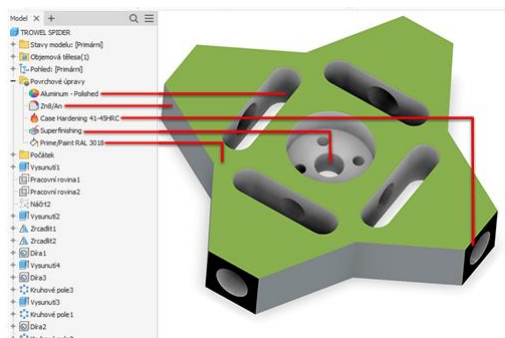 Model × +
TROWEL SPIDER
Stavy modelu: [Primární]
Objemová tělesa(1)
Pohled: [Primární]
Povrchové úpravy
Aluminum - Polished
Zn8/An
Case Hardening 41-45HRC
Superfinishing
Prime/Paint RAL 3018
Počátek
Vysunutí1
Pracovní rovina1
Pracovní rovina2
Náčrt2
Vysunutí2
Zrcadlit1
Zrcadlit2
Díra1
Vysunutí4
Díra3
Kruhové pole3
Vysunutí3
Kruhové pole1
Díra2